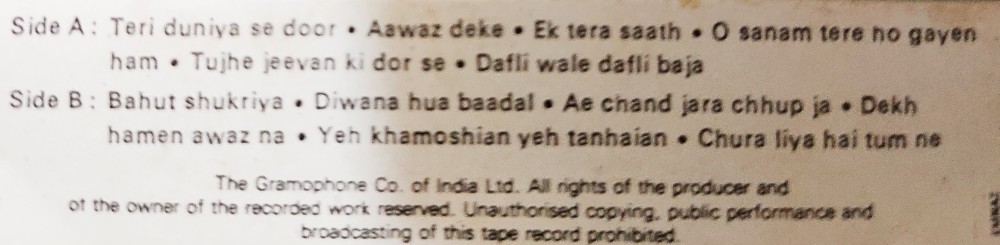 Side A : Teri duniya se door • Aawaz deke • Ek tera saath • O sanam tere ho gayen
ham • Tujhe jeevan ki dor se • Dafli wale dafli baja
Side B : Bahut shukriya • Diwana hua baadal • Ae chand jara chhup ja • Dekh
hamen awaz na • Yeh khamoshian yeh tanhaian • Chura liya hai tum ne
The Gramophone Co. of India Ltd. All rights of the producer and
of the owner of the recorded work reserved. Unauthorised copying, public performance and
broadcasting of this tape record prohibited.